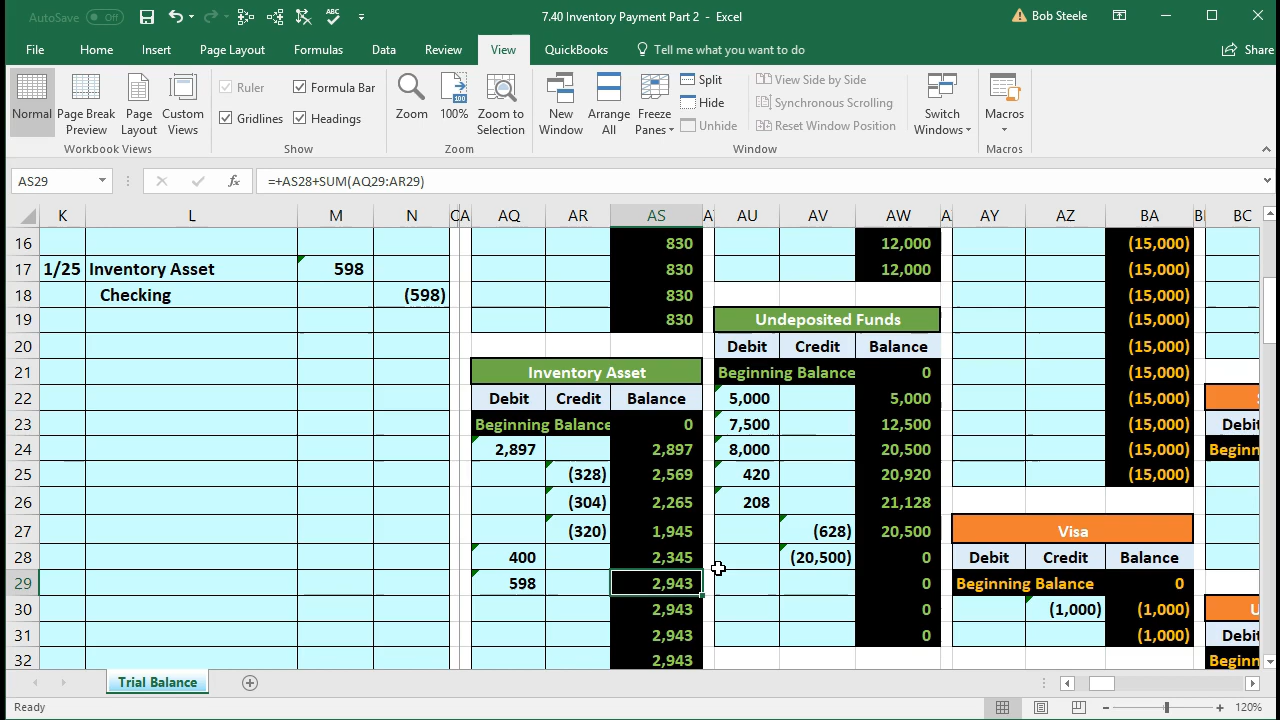 AutoSave Off 7.40 Inventory Payment Part 2 - Excel Bob Steele
File Home Insert Page Layout Formulas Data Review View QuickBooks Tell me what you want to do Share
Normal Page Break Preview Page Layout Custom Views Workbook Views
Ruler Formula Bar
Gridlines Headings
Show
Zoom 100% Zoom to Selection
Zoom
New Window Arrange All Freeze Panes Split Hide Unhide
View Side by Side
Synchronous Scrolling
Reset Window Position
Switch Windows
Window
Macros
Macros
AS29 fx =+AS28+SUM(AQ29:AR29)
K L M N AQ AR AS AU AV AW AY AZ BA BC
16 830 12,000 (15,000)
17 1/25 Inventory Asset 598 830 12,000 (15,000)
18 Checking (598) 830 (15,000)
19 830 Undeposited Funds (15,000)
20 Debit Credit Balance (15,000)
21 Inventory Asset Beginning Balance 0 (15,000)
22 Debit Credit Balance 5,000 5,000 (15,000)
23 Beginning Balance 0 7,500 12,500 (15,000) Debit
24 2,897 2,897 8,000 20,500 (15,000) Beginn
25 (328) 2,569 420 20,920 (15,000)
26 (304) 2,265 208 21,128
27 (320) 1,945 (628) 20,500 Visa
28 400 2,345 (20,500) 0 Debit Credit Balance
29 598 2,943 0 Beginning Balance 0
30 2,943 0 (1,000) (1,000)
31 2,943 0 (1,000) Debit
32 2,943 Beginn
Trial Balance
Ready 120%